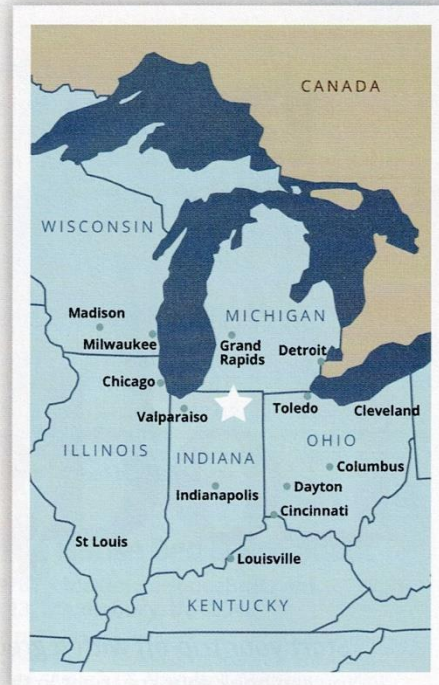 CANADA
WISCONSIN
Madison
Milwaukee
MICHIGAN
Grand
Rapids
Detroit
Chicago
Valparaiso
Toledo
Cleveland
ILLINOIS
INDIANA
OHIO
Columbus
Indianapolis
Dayton
Cincinnati
St Louis
Louisville
KENTUCKY